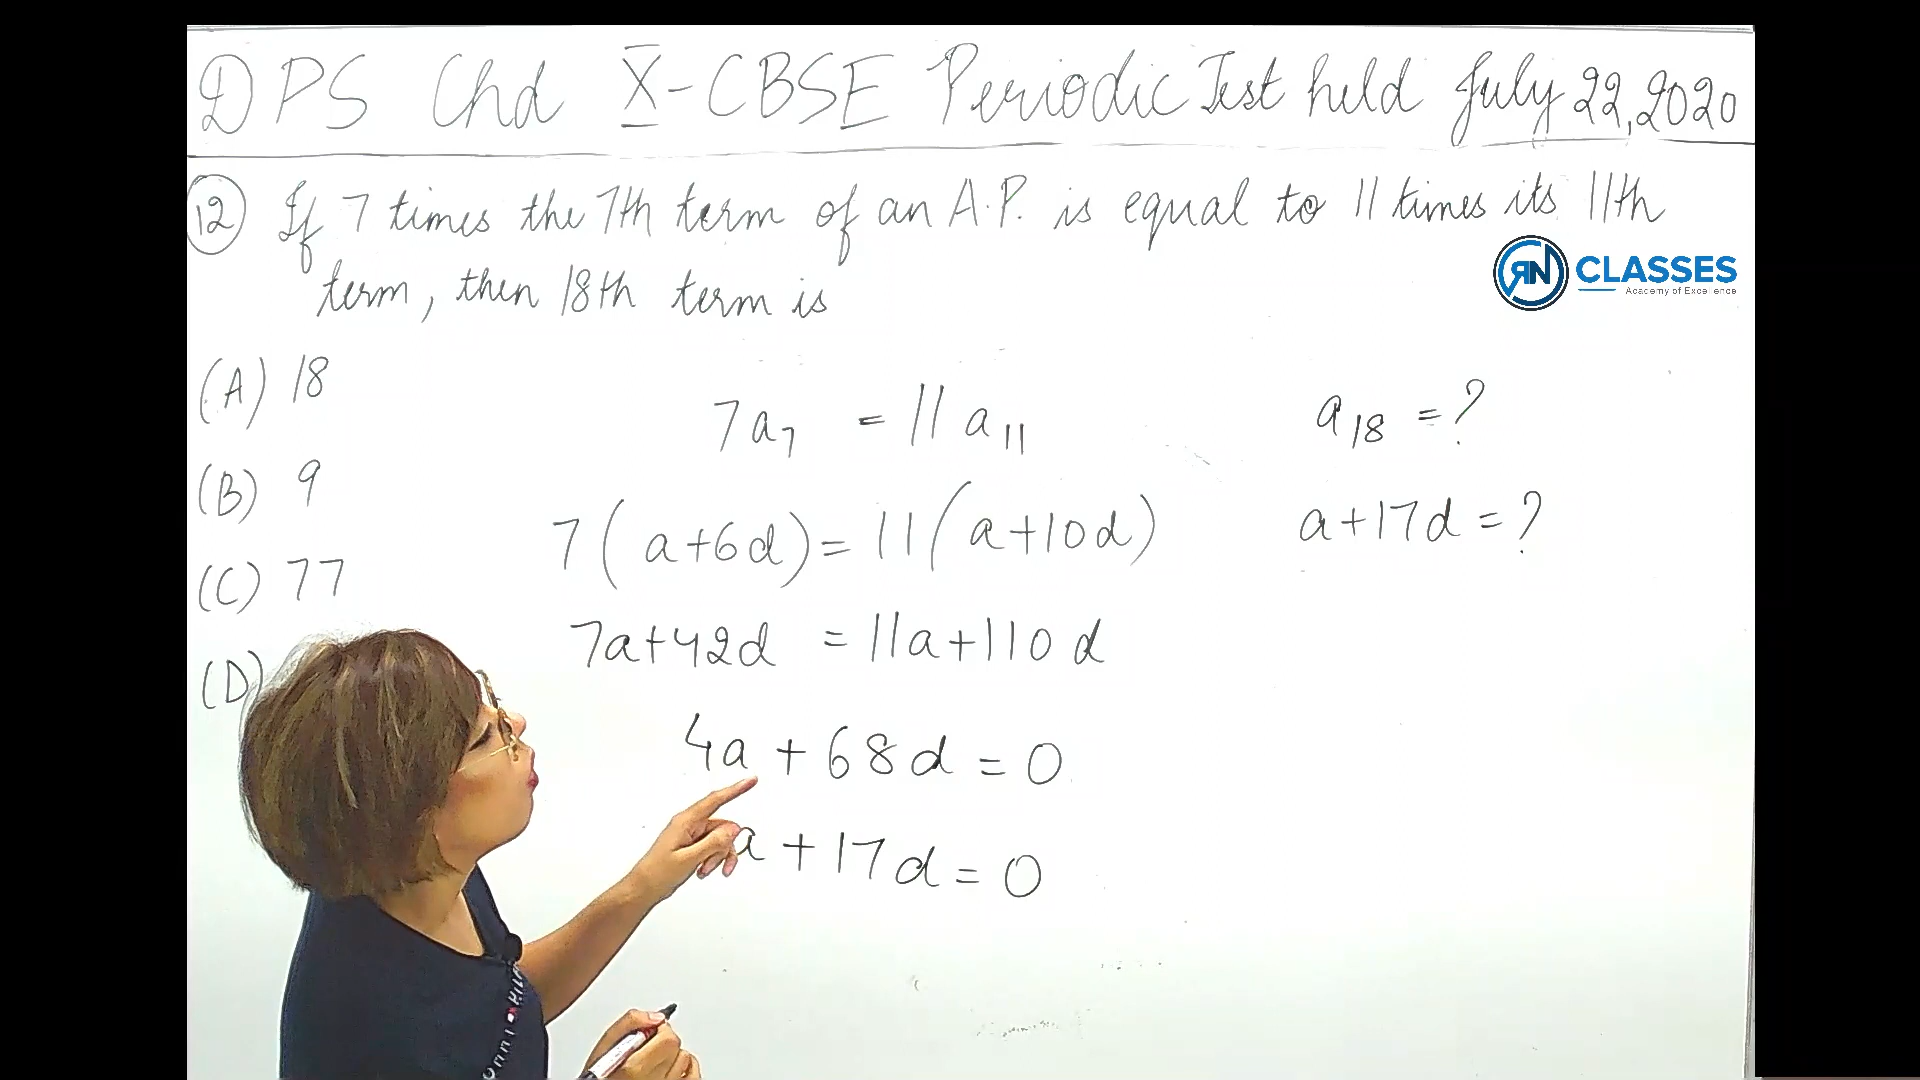 DPS Chd X-CBSE Periodic Test held July 22, 2020
12 If 7 times the 7th term of an A.P. is equal to 11 times its 11th
term, then 18th term is
RN CLASSES
Academy of Excellence
(A) 18
(B) 9
(C) 77
(D)
7a₇ = 11a₁₁
7(a+6d) = 11(a+10d)
7a+42d = 11a+110d
4a+68d = 0
a+17d = 0
a₁₈ = ?
a+17d = ?